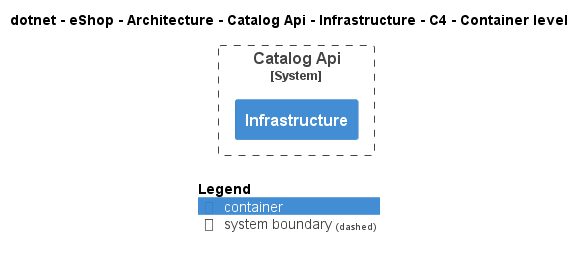 dotnet - eShop - Architecture - Catalog Api - Infrastructure - C4 - Container level
Catalog Api
[System]
Infrastructure
Legend
container
system boundary (dashed)